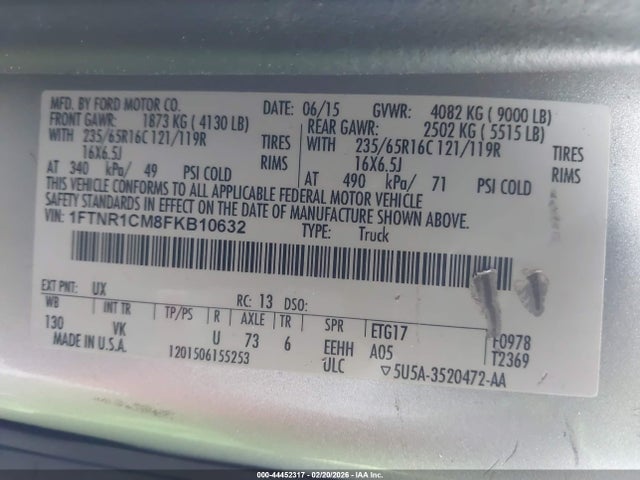 MFD. BY FORD MOTOR CO. DATE: 06/15 GVWR: 4082 KG ( 9000 LB)
FRONT GAWR: 1873 KG ( 4130 LB) REAR GAWR: 2502 KG ( 5515 LB)
WITH 235/65R16C 121/119R TIRES WITH 235/65R16C 121/119R TIRES
16X6.5J RIMS 16X6.5J RIMS
AT 340 kPa/ 49 PSI COLD AT 490 kPa/ 71 PSI COLD
THIS VEHICLE CONFORMS TO ALL APPLICABLE FEDERAL MOTOR VEHICLE
SAFETY STANDARDS IN EFFECT ON THE DATE OF MANUFACTURE SHOWN ABOVE.
VIN: 1FTNR1CM8FKB10632 TYPE: Truck
EXT PNT: UX RC: 13 DSO:
WB INT TR TP/PS R AXLE TR SPR ETG17 F0978
130 VK U 73 6 EEHH A05 T2369
MADE IN U.S.A. 1201506155253 ULC ▽5U5A-3520472-AA
000-44452317 - 02/20/2026 - IAAI.com